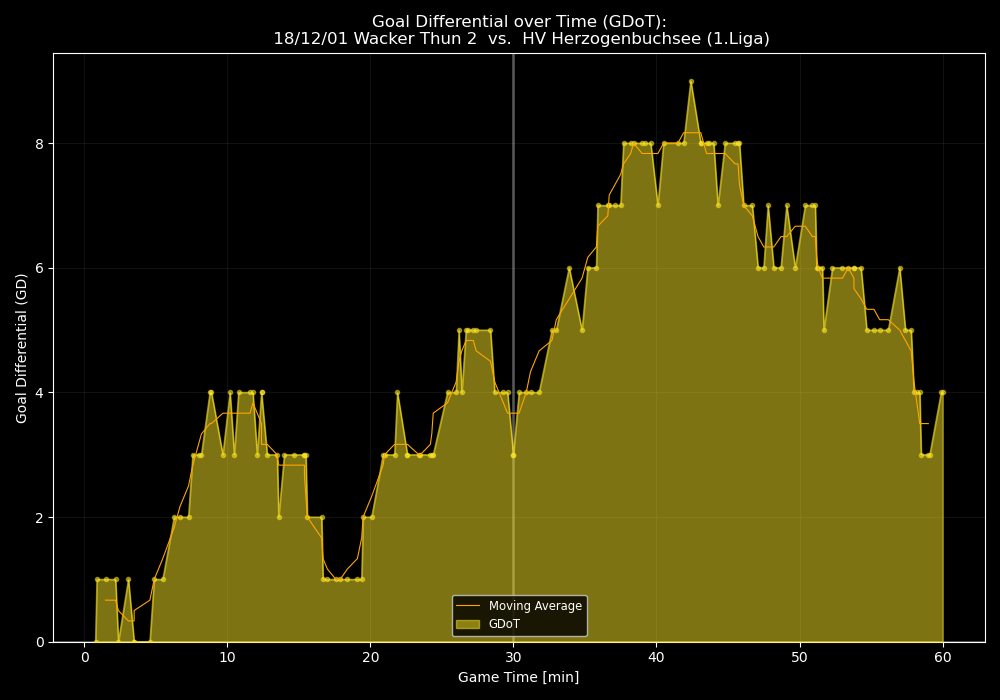 Goal Differential over Time (GDoT):
18/12/01 Wacker Thun 2  vs.  HV Herzogenbuchsee (1.Liga)
Goal Differential (GD)
8
6
4
2
0
0 10 20 30 40 50 60
Game Time [min]
Moving Average
GDoT